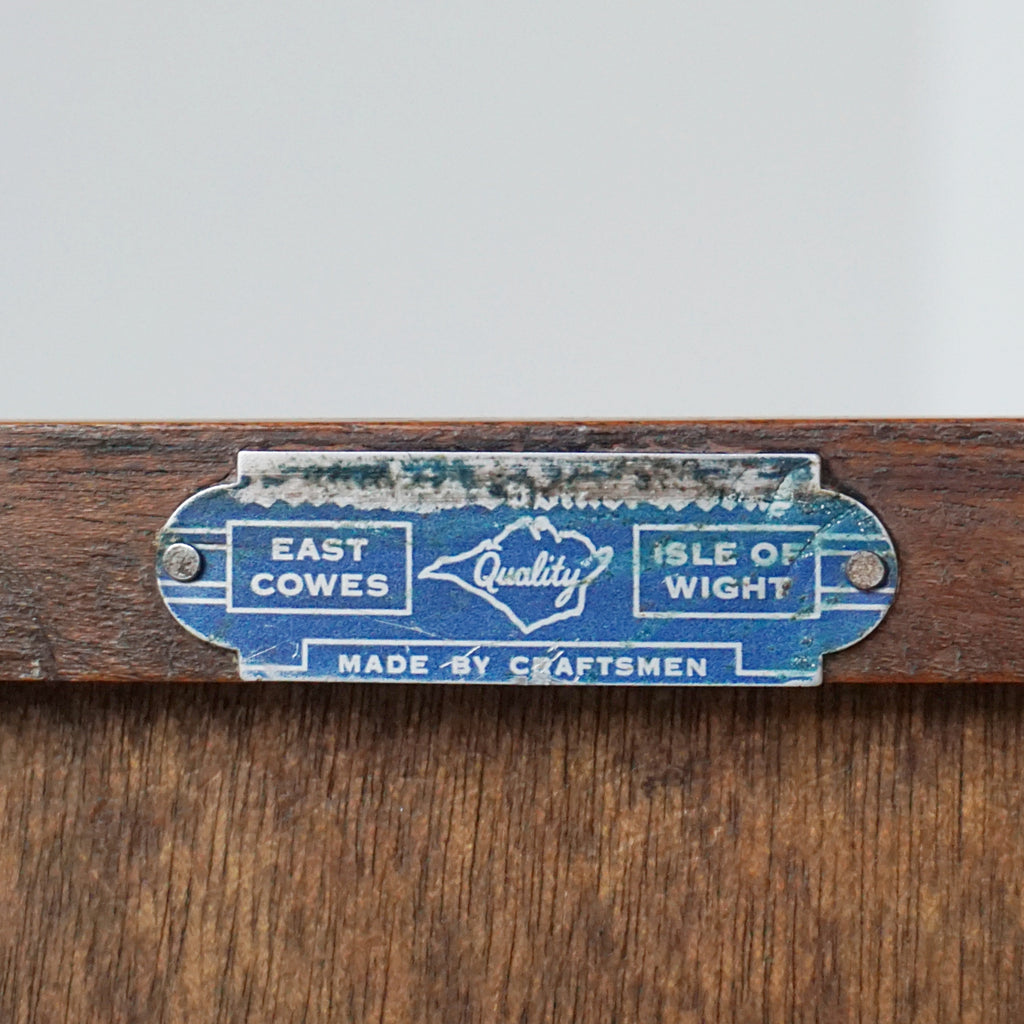 EAST
COWES
Quality
ISLE OF
WIGHT
MADE BY CRAFTSMEN